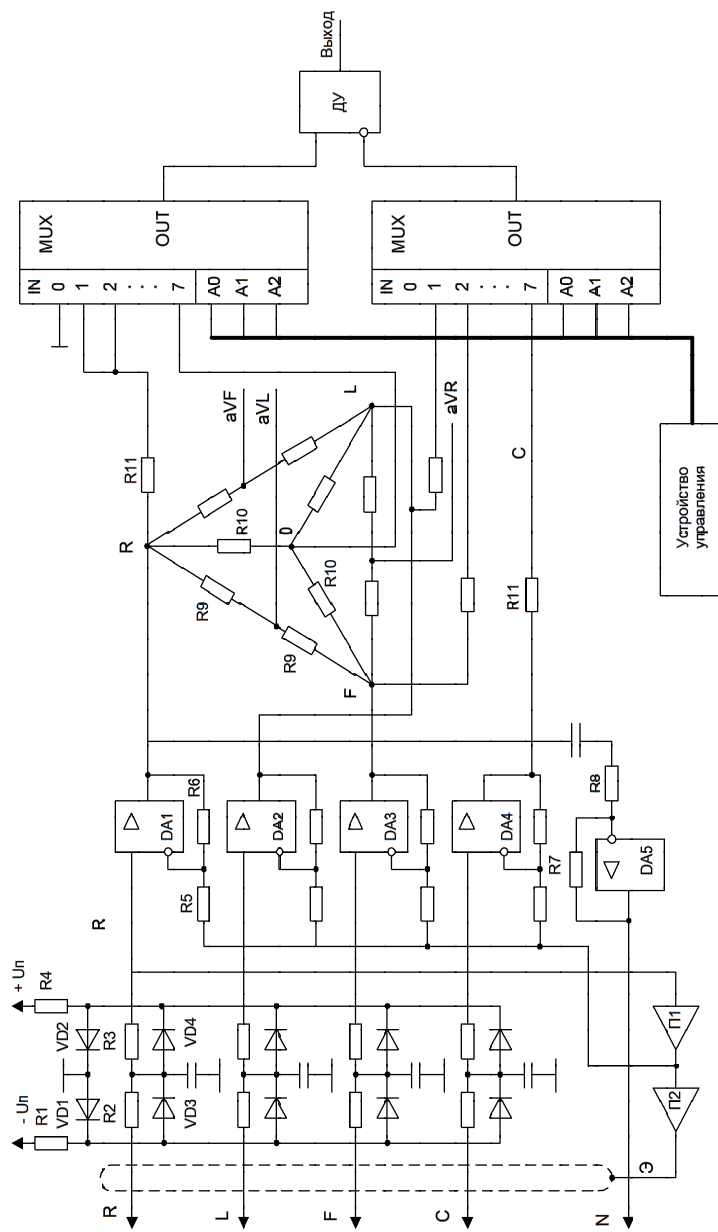 - Uп
R1
VD1
VD2
+ Uп
R4
R
R2
R3
VD3
VD4
L
F
C
N
Э
П2
П1
R
R5
R6
DA1
DA2
DA3
DA4
R7
R8
DA5
R
R11
R9
R9
R10
R10
0
F
L
aVF
aVL
aVR
C
R11
IN
0
1
2
7
A0
A1
A2
MUX
OUT
IN
0
1
2
7
A0
A1
A2
MUX
OUT
ДУ
Выход
Устройство
управления